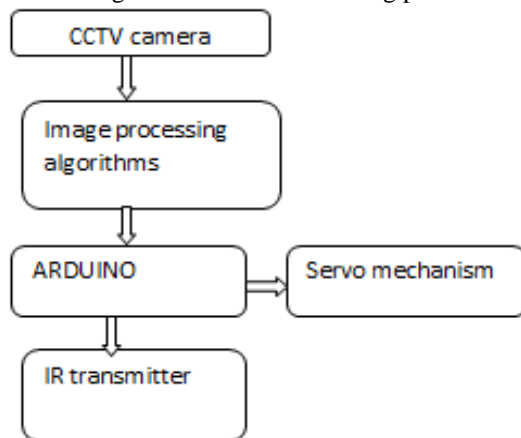 CCTV camera
Image processing
algorithms
ARDUINO
Servo mechanism
IR transmitter